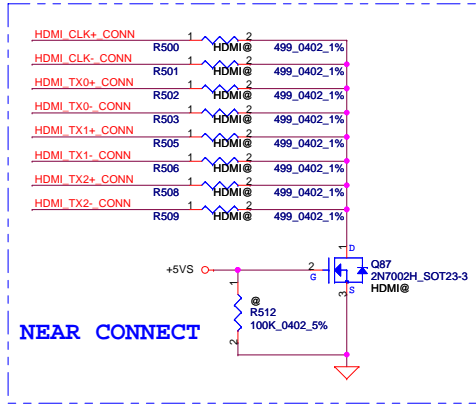 HDMI_CLK+_CONN 1 2
R500 HDMI@ 499_0402_1%
HDMI_CLK-_CONN 1 2
R501 HDMI@ 499_0402_1%
HDMI_TX0+_CONN 1 2
R502 HDMI@ 499_0402_1%
HDMI_TX0-_CONN 1 2
R503 HDMI@ 499_0402_1%
HDMI_TX1+_CONN 1 2
R505 HDMI@ 499_0402_1%
HDMI_TX1-_CONN 1 2
R506 HDMI@ 499_0402_1%
HDMI_TX2+_CONN 1 2
R508 HDMI@ 499_0402_1%
HDMI_TX2-_CONN 1 2
R509 HDMI@ 499_0402_1%
1 D
+5VS 2 G
Q87
2N7002H_SOT23-3
HDMI@
3 S
1
@
R512
100K_0402_5%
2
NEAR CONNECT